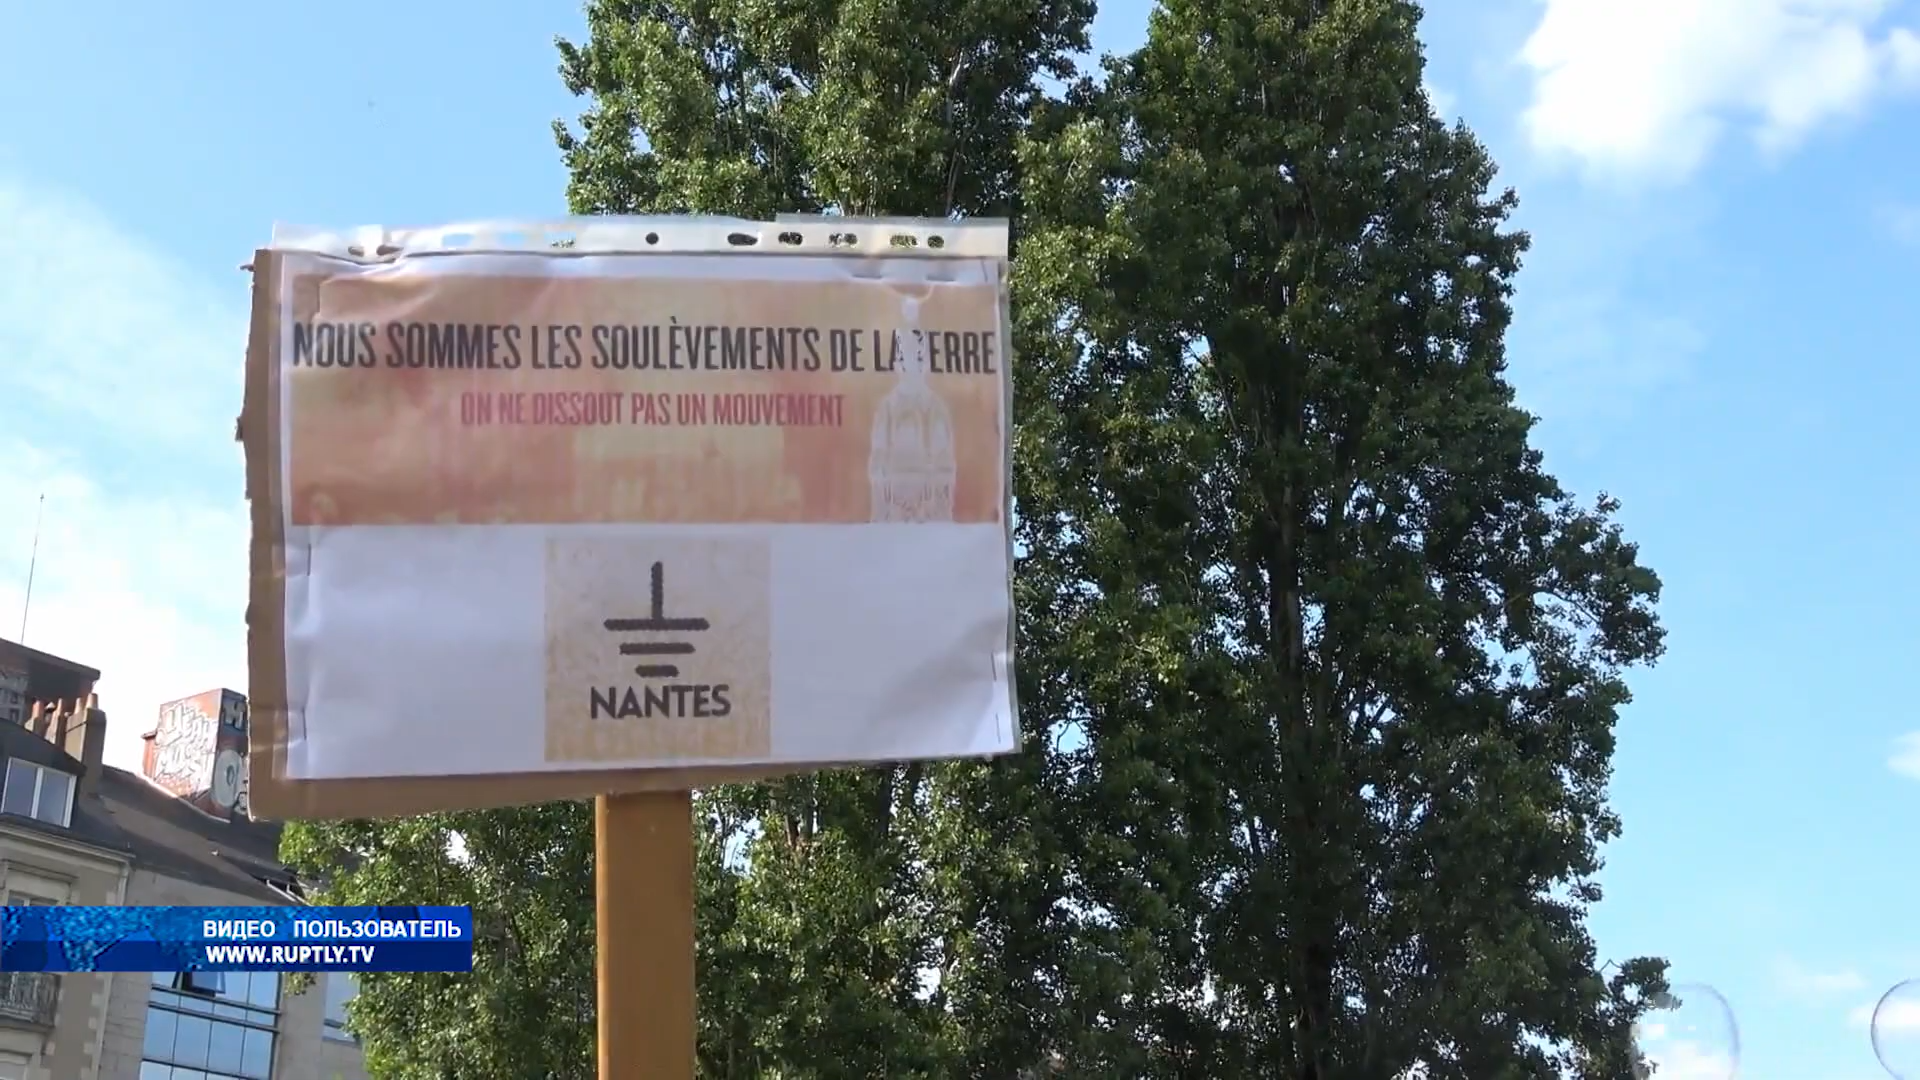 NOUS SOMMES LES SOULÈVEMENTS DE LA TERRE
ON NE DISSOUT PAS UN MOUVEMENT
NANTES
ВИДЕО ПОЛЬЗОВАТЕЛЬ
WWW.RUPTLY.TV